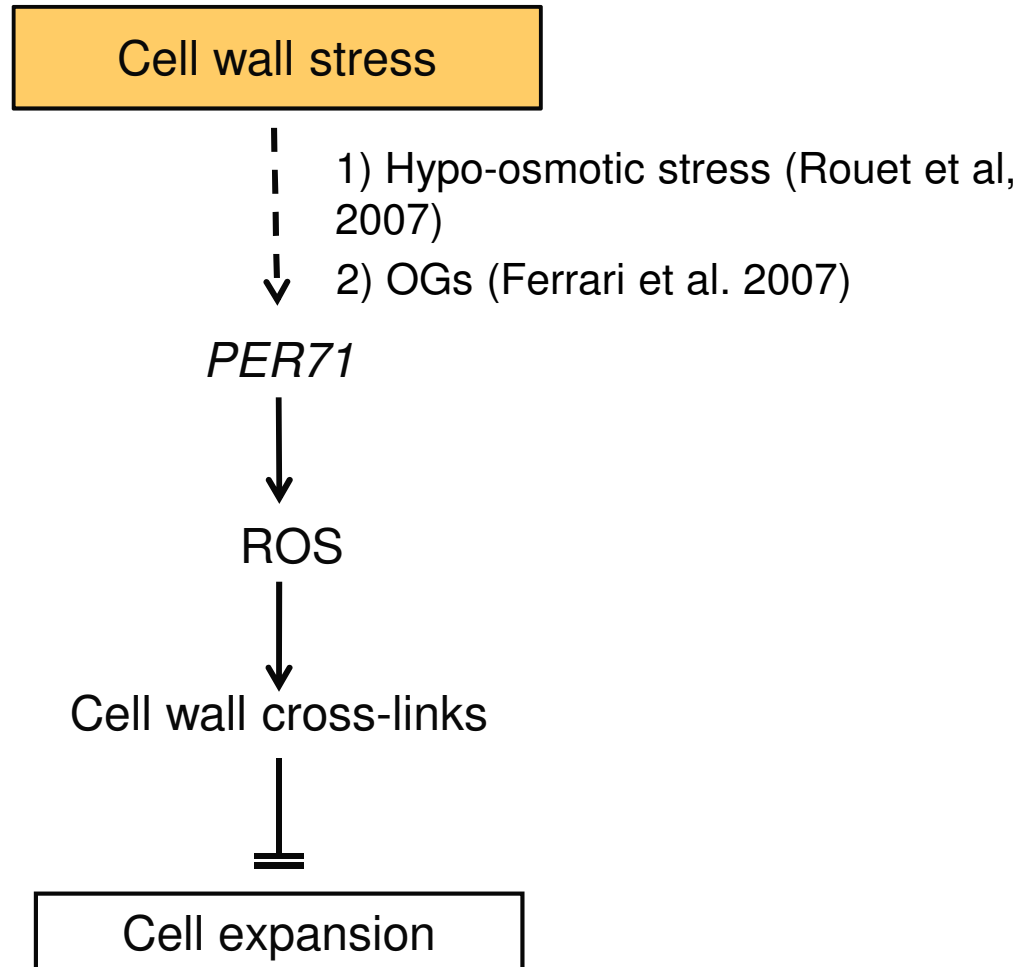 Cell wall stress
1) Hypo-osmotic stress (Rouet et al,
2007)
2) OGs (Ferrari et al. 2007)
PER71
ROS
Cell wall cross-links
Cell expansion